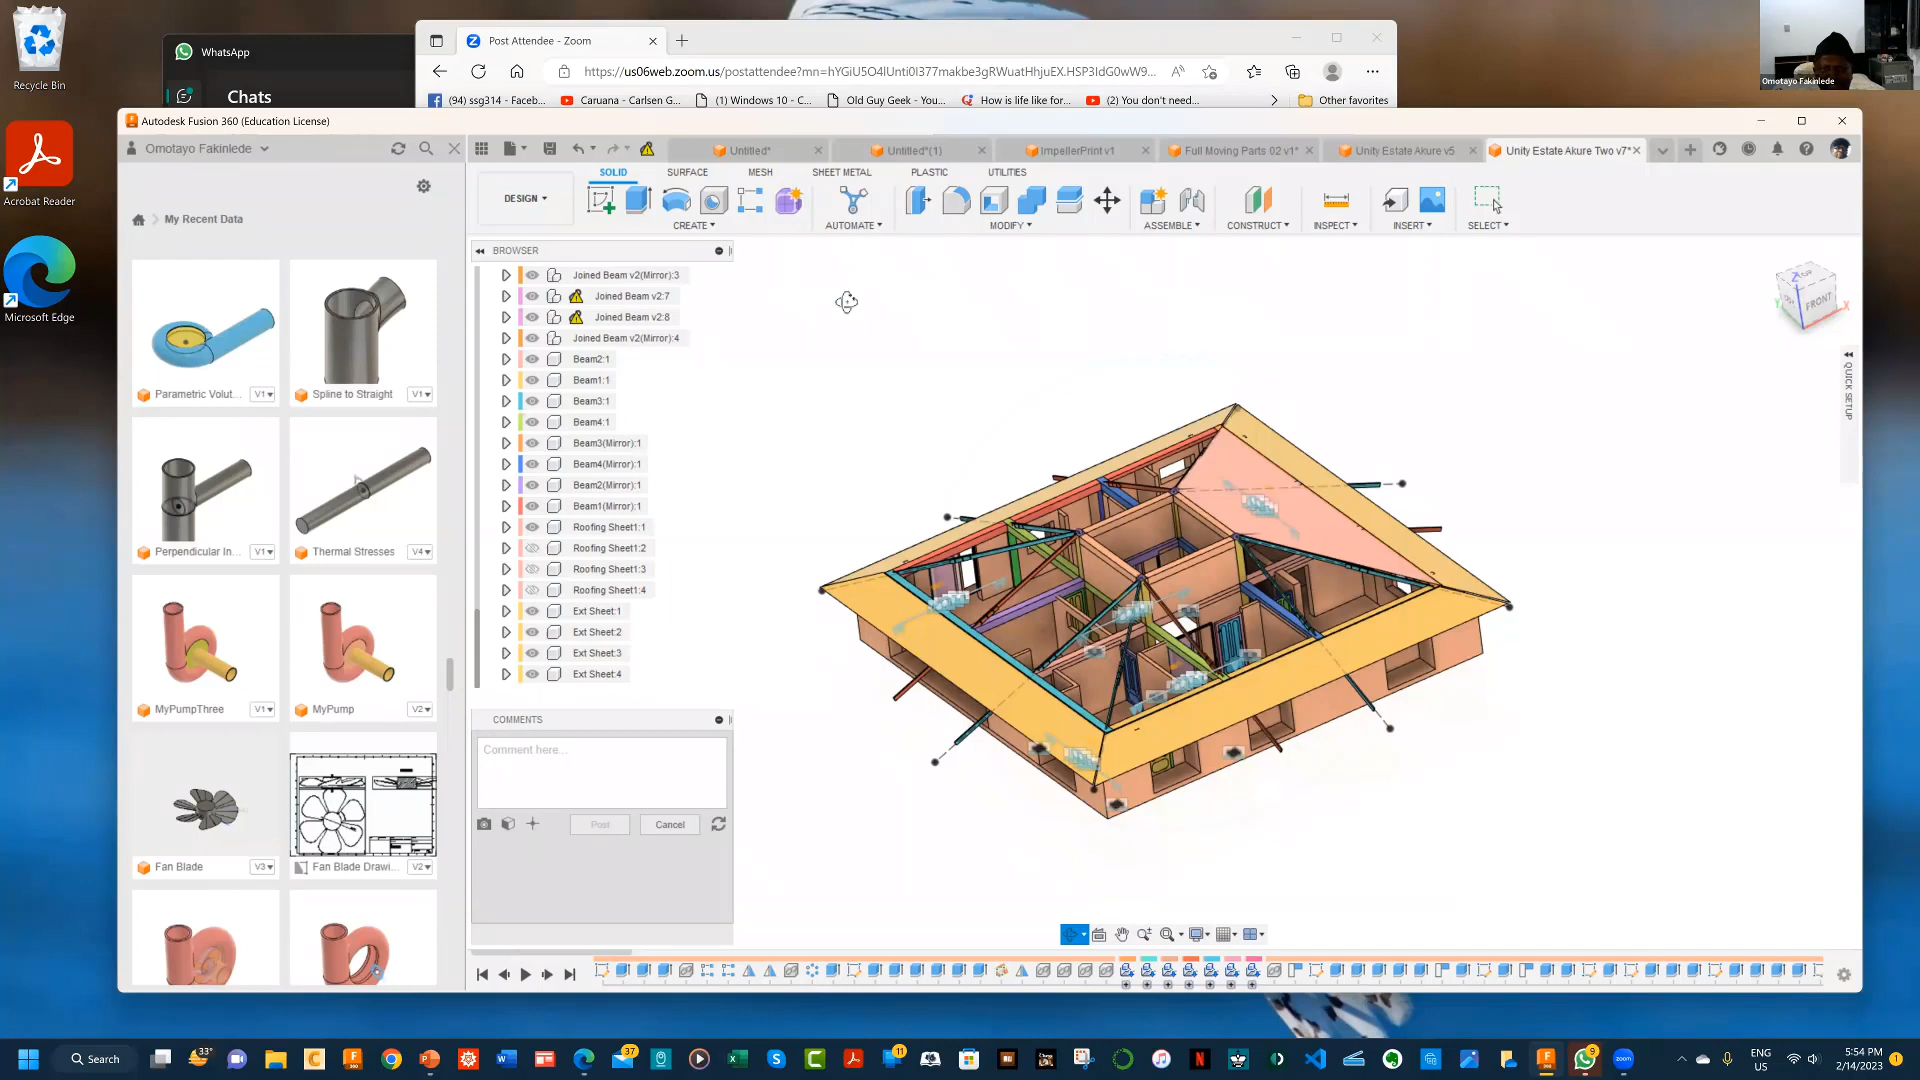 Recycle Bin
Acrobat Reader
Microsoft Edge
WhatsApp
Chats
Post Attendee - Zoom
https://us06web.zoom.us/postattendee?mn=hYGiU5O4lUnti0I377makbe3gRWuatHhjuEX.HSP3IdG0wW9...
(94) ssg314 - Faceb...
Caruana - Carlsen G...
(1) Windows 10 - C...
Old Guy Geek - You...
How is life like for...
(2) You don't need...
Other favorites
Omotayo Fakinlede
Autodesk Fusion 360 (Education License)
Omotayo Fakinlede
Untitled*
Untitled*(1)
ImpellerPrint v1
Full Moving Parts 02 v1*
Unity Estate Akure v5
Unity Estate Akure Two v7*
My Recent Data
DESIGN
SOLID
SURFACE
MESH
SHEET METAL
PLASTIC
UTILITIES
CREATE
AUTOMATE
MODIFY
ASSEMBLE
CONSTRUCT
INSPECT
INSERT
SELECT
Parametric Volut...
V1
Spline to Straight
V1
Perpendicular In...
V1
Thermal Stresses
V4
MyPumpThree
V1
MyPump
V2
Fan Blade
V3
Fan Blade Drawi...
V2
BROWSER
Joined Beam v2(Mirror):3
Joined Beam v2:7
Joined Beam v2:8
Joined Beam v2(Mirror):4
Beam2:1
Beam1:1
Beam3:1
Beam4:1
Beam3(Mirror):1
Beam4(Mirror):1
Beam2(Mirror):1
Beam1(Mirror):1
Roofing Sheet1:1
Roofing Sheet1:2
Roofing Sheet1:3
Roofing Sheet1:4
Ext Sheet:1
Ext Sheet:2
Ext Sheet:3
Ext Sheet:4
COMMENTS
Comment here...
Post
Cancel
TOP
FRONT
Z
X
Y
QUICK SETUP
Search
33°
37
11
9
ENG
US
5:54 PM
2/14/2023
1